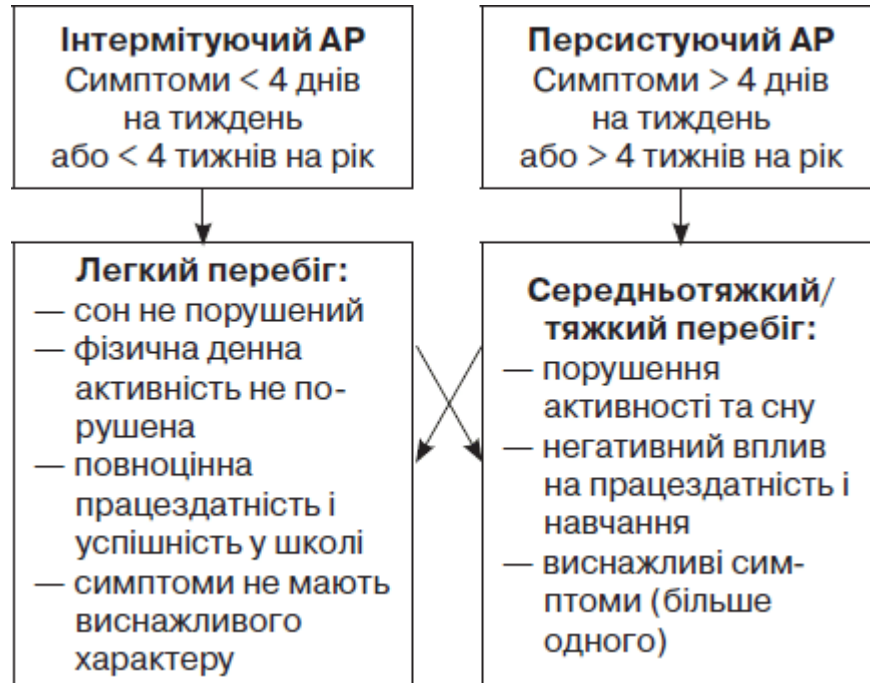 Інтермітуючий АР
Симптоми < 4 днів
на тиждень
або < 4 тижнів на рік
Персистуючий АР
Симптоми > 4 днів
на тиждень
або > 4 тижнів на рік
Легкий перебіг:
— сон не порушений
— фізична денна
активність не по-
рушена
— повноцінна
працездатність і
успішність у школі
— симптоми не мають
виснажливого
характеру
Середньотяжкий/
тяжкий перебіг:
— порушення
активності та сну
— негативний вплив
на працездатність і
навчання
— виснажливі сим-
птоми (більше
одного)